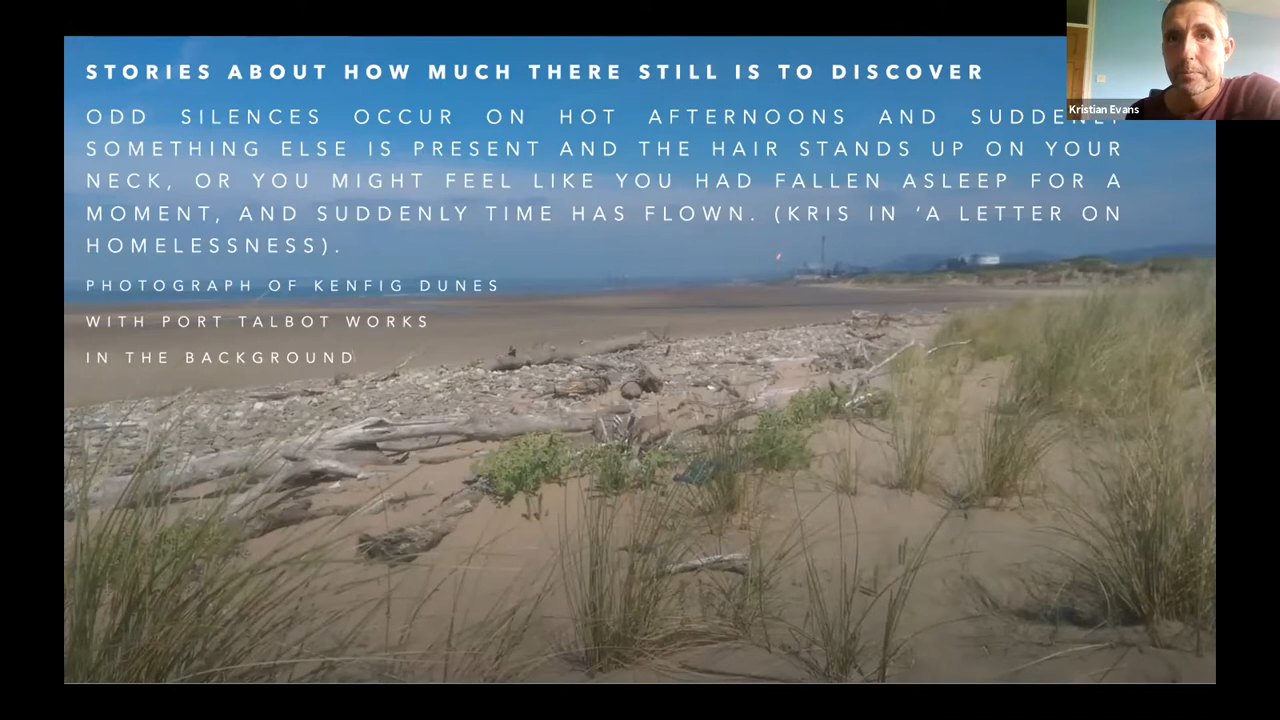 STORIES ABOUT HOW MUCH THERE STILL IS TO DISCOVER
ODD SILENCES OCCUR ON HOT AFTERNOONS AND SUDDENLY
SOMETHING ELSE IS PRESENT AND THE HAIR STANDS UP ON YOUR
NECK, OR YOU MIGHT FEEL LIKE YOU HAD FALLEN ASLEEP FOR A
MOMENT, AND SUDDENLY TIME HAS FLOWN. (KRIS IN ‘A LETTER ON
HOMELESSNESS).
PHOTOGRAPH OF KENFIG DUNES
WITH PORT TALBOT WORKS
IN THE BACKGROUND
Kristian Evans